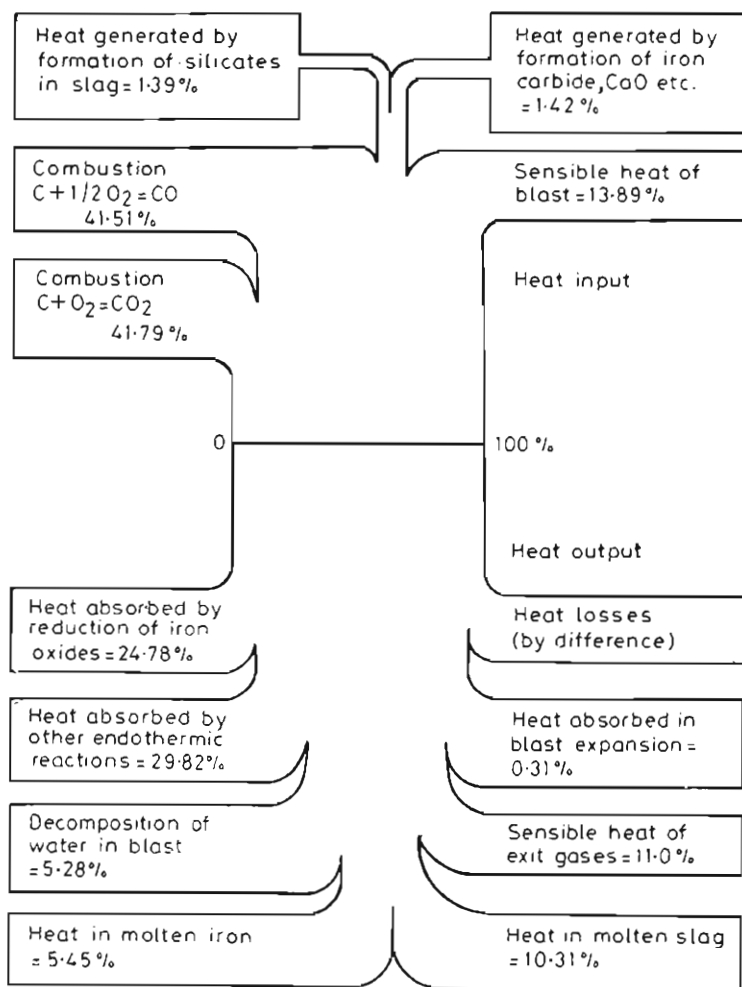 Heat generated by
formation of silicates
in slag=1·39%
Heat generated by
formation of iron
carbide,CaO etc.
=1·42%
Combustion
C+1/2O₂=CO
41·51%
Sensible heat of
blast=13·89%
Combustion
C+O₂=CO₂
41·79%
Heat input
0
100%
Heat output
Heat absorbed by
reduction of iron
oxides=24·78%
Heat losses
(by difference)
Heat absorbed by
other endothermic
reactions=29·82%
Heat absorbed in
blast expansion=
0·31%
Decomposition of
water in blast
=5·28%
Sensible heat of
exit gases=11·0%
Heat in molten iron
=5·45%
Heat in molten slag
=10·31%